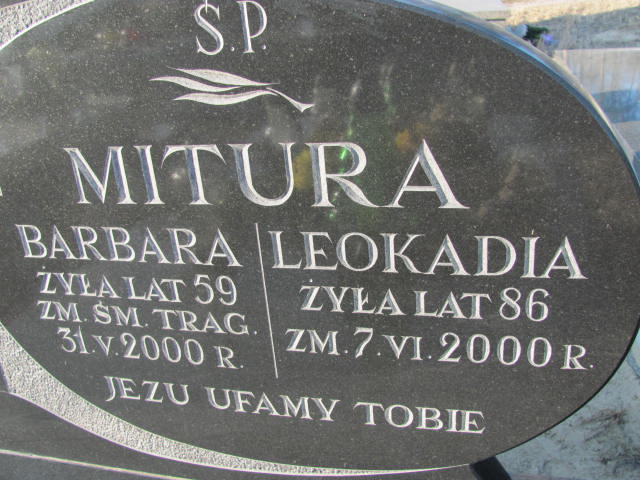 Ś.P.
MITURA
BARBARA
ŻYŁA LAT 59
ZM. ŚM. TRAG.
31.V.2000 R.
LEOKADIA
ŻYŁA LAT 86
ZM. 7. VI. 2000 R.
JEZU UFAMY TOBIE